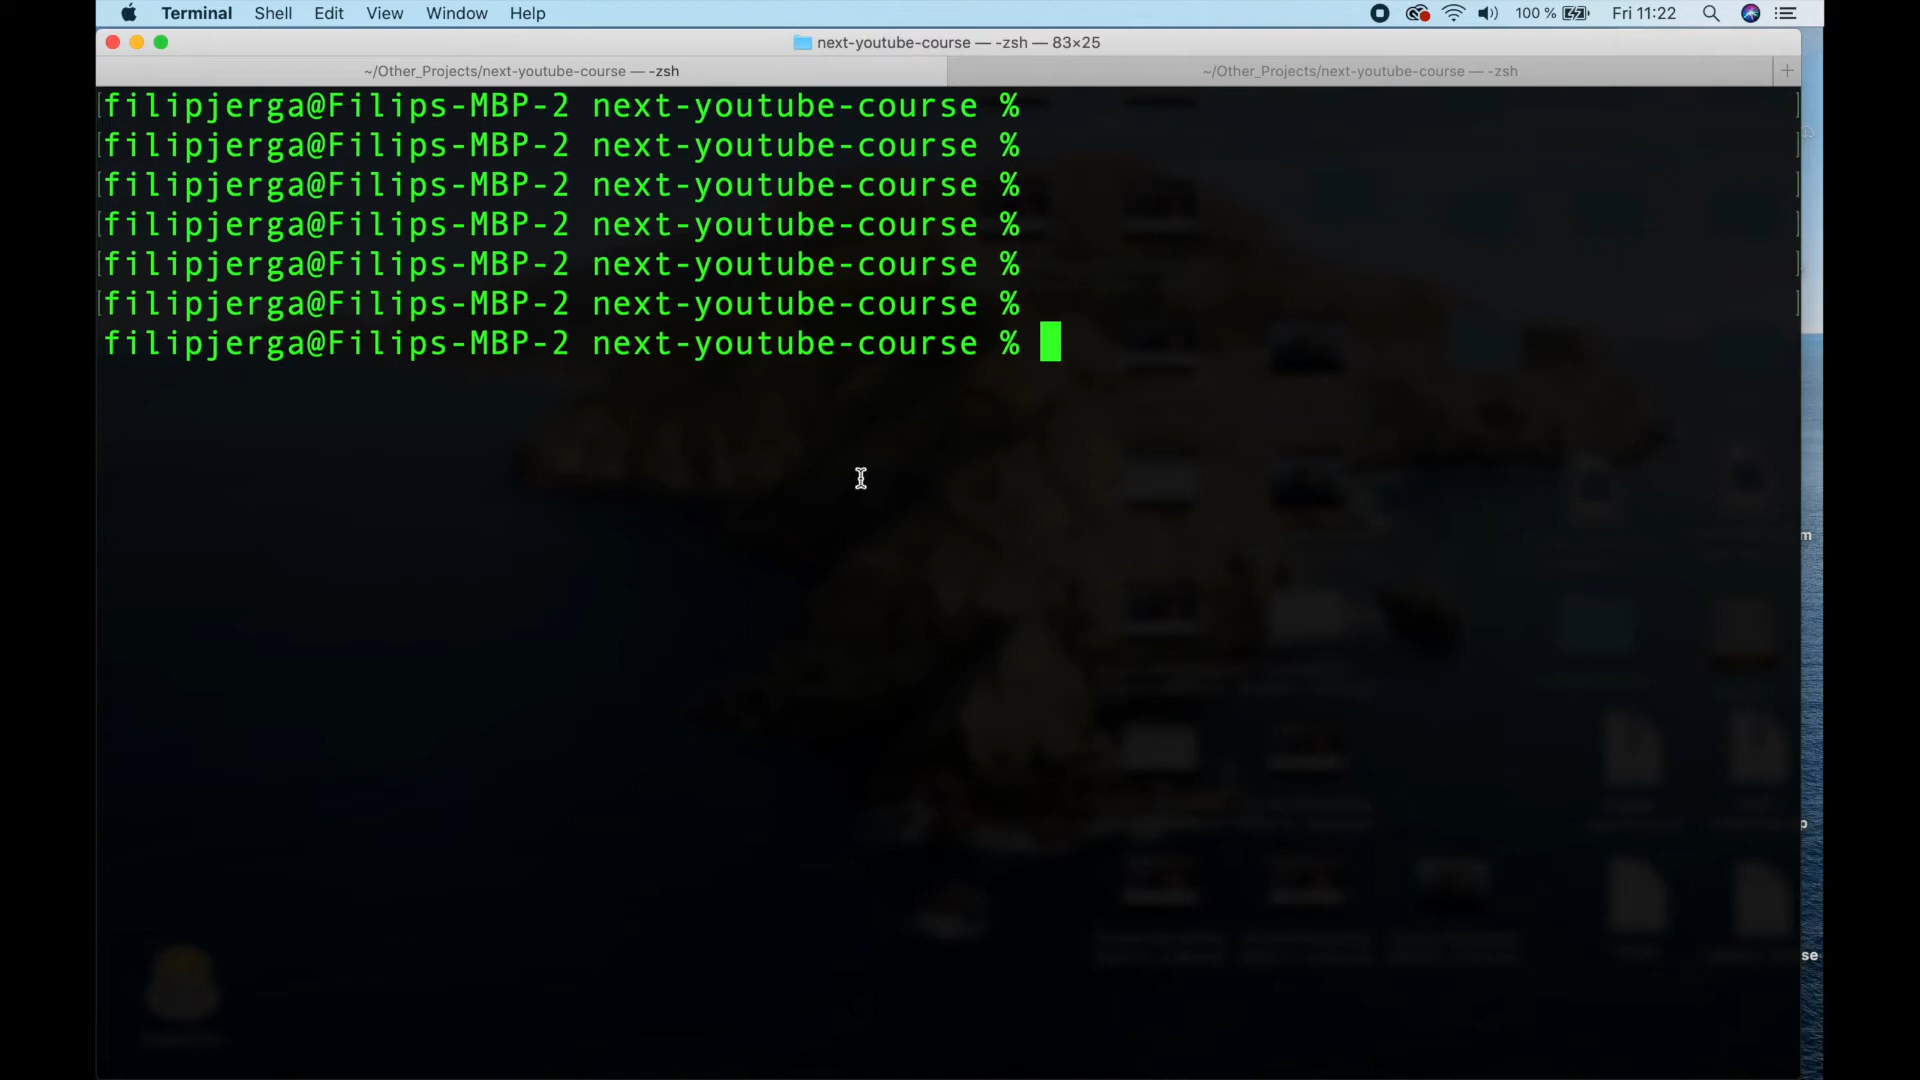 Terminal Shell Edit View Window Help 100 % Fri 11:22
next-youtube-course — -zsh — 83×25
~/Other_Projects/next-youtube-course — -zsh ~/Other_Projects/next-youtube-course — -zsh +
[filipjerga@Filips-MBP-2 next-youtube-course % ]
[filipjerga@Filips-MBP-2 next-youtube-course % ]
[filipjerga@Filips-MBP-2 next-youtube-course % ]
[filipjerga@Filips-MBP-2 next-youtube-course % ]
[filipjerga@Filips-MBP-2 next-youtube-course % ]
[filipjerga@Filips-MBP-2 next-youtube-course % ]
filipjerga@Filips-MBP-2 next-youtube-course %
m
se